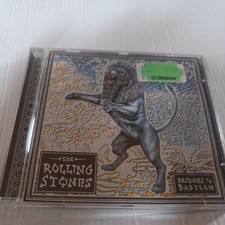 THE
ROLLING
STONES
BRIDGES TO
BABYLON